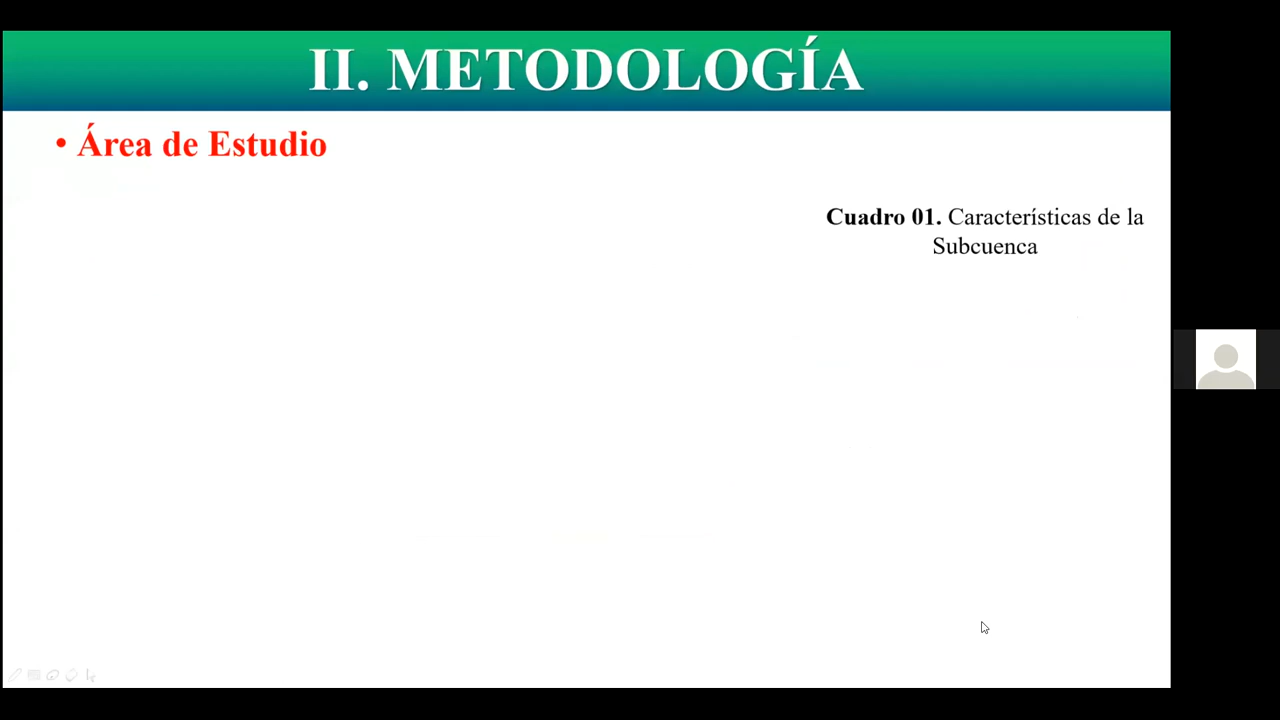 II. METODOLOGÍA
• Área de Estudio
Cuadro 01. Características de la
Subcuenca